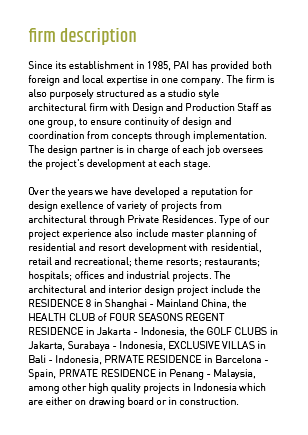 firm description
Since its establishment in 1985, PAI has provided both
foreign and local expertise in one company. The firm is
also purposely structured as a studio style
architectural firm with Design and Production Staff as
one group, to ensure continuity of design and
coordination from concepts through implementation.
The design partner is in charge of each job oversees
the project's development at each stage.
Over the years we have developed a reputation for
design exellence of variety of projects from
architectural through Private Residences. Type of our
project experience also include master planning of
residential and resort development with residential,
retail and recreational; theme resorts; restaurants;
hospitals; offices and industrial projects. The
architectural and interior design project include the
RESIDENCE 8 in Shanghai - Mainland China, the
HEALTH CLUB of FOUR SEASONS REGENT
RESIDENCE in Jakarta - Indonesia, the GOLF CLUBS in
Jakarta, Surabaya - Indonesia, EXCLUSIVE VILLAS in
Bali - Indonesia, PRIVATE RESIDENCE in Barcelona -
Spain, PRIVATE RESIDENCE in Penang - Malaysia,
among other high quality projects in Indonesia which
are either on drawing board or in construction.